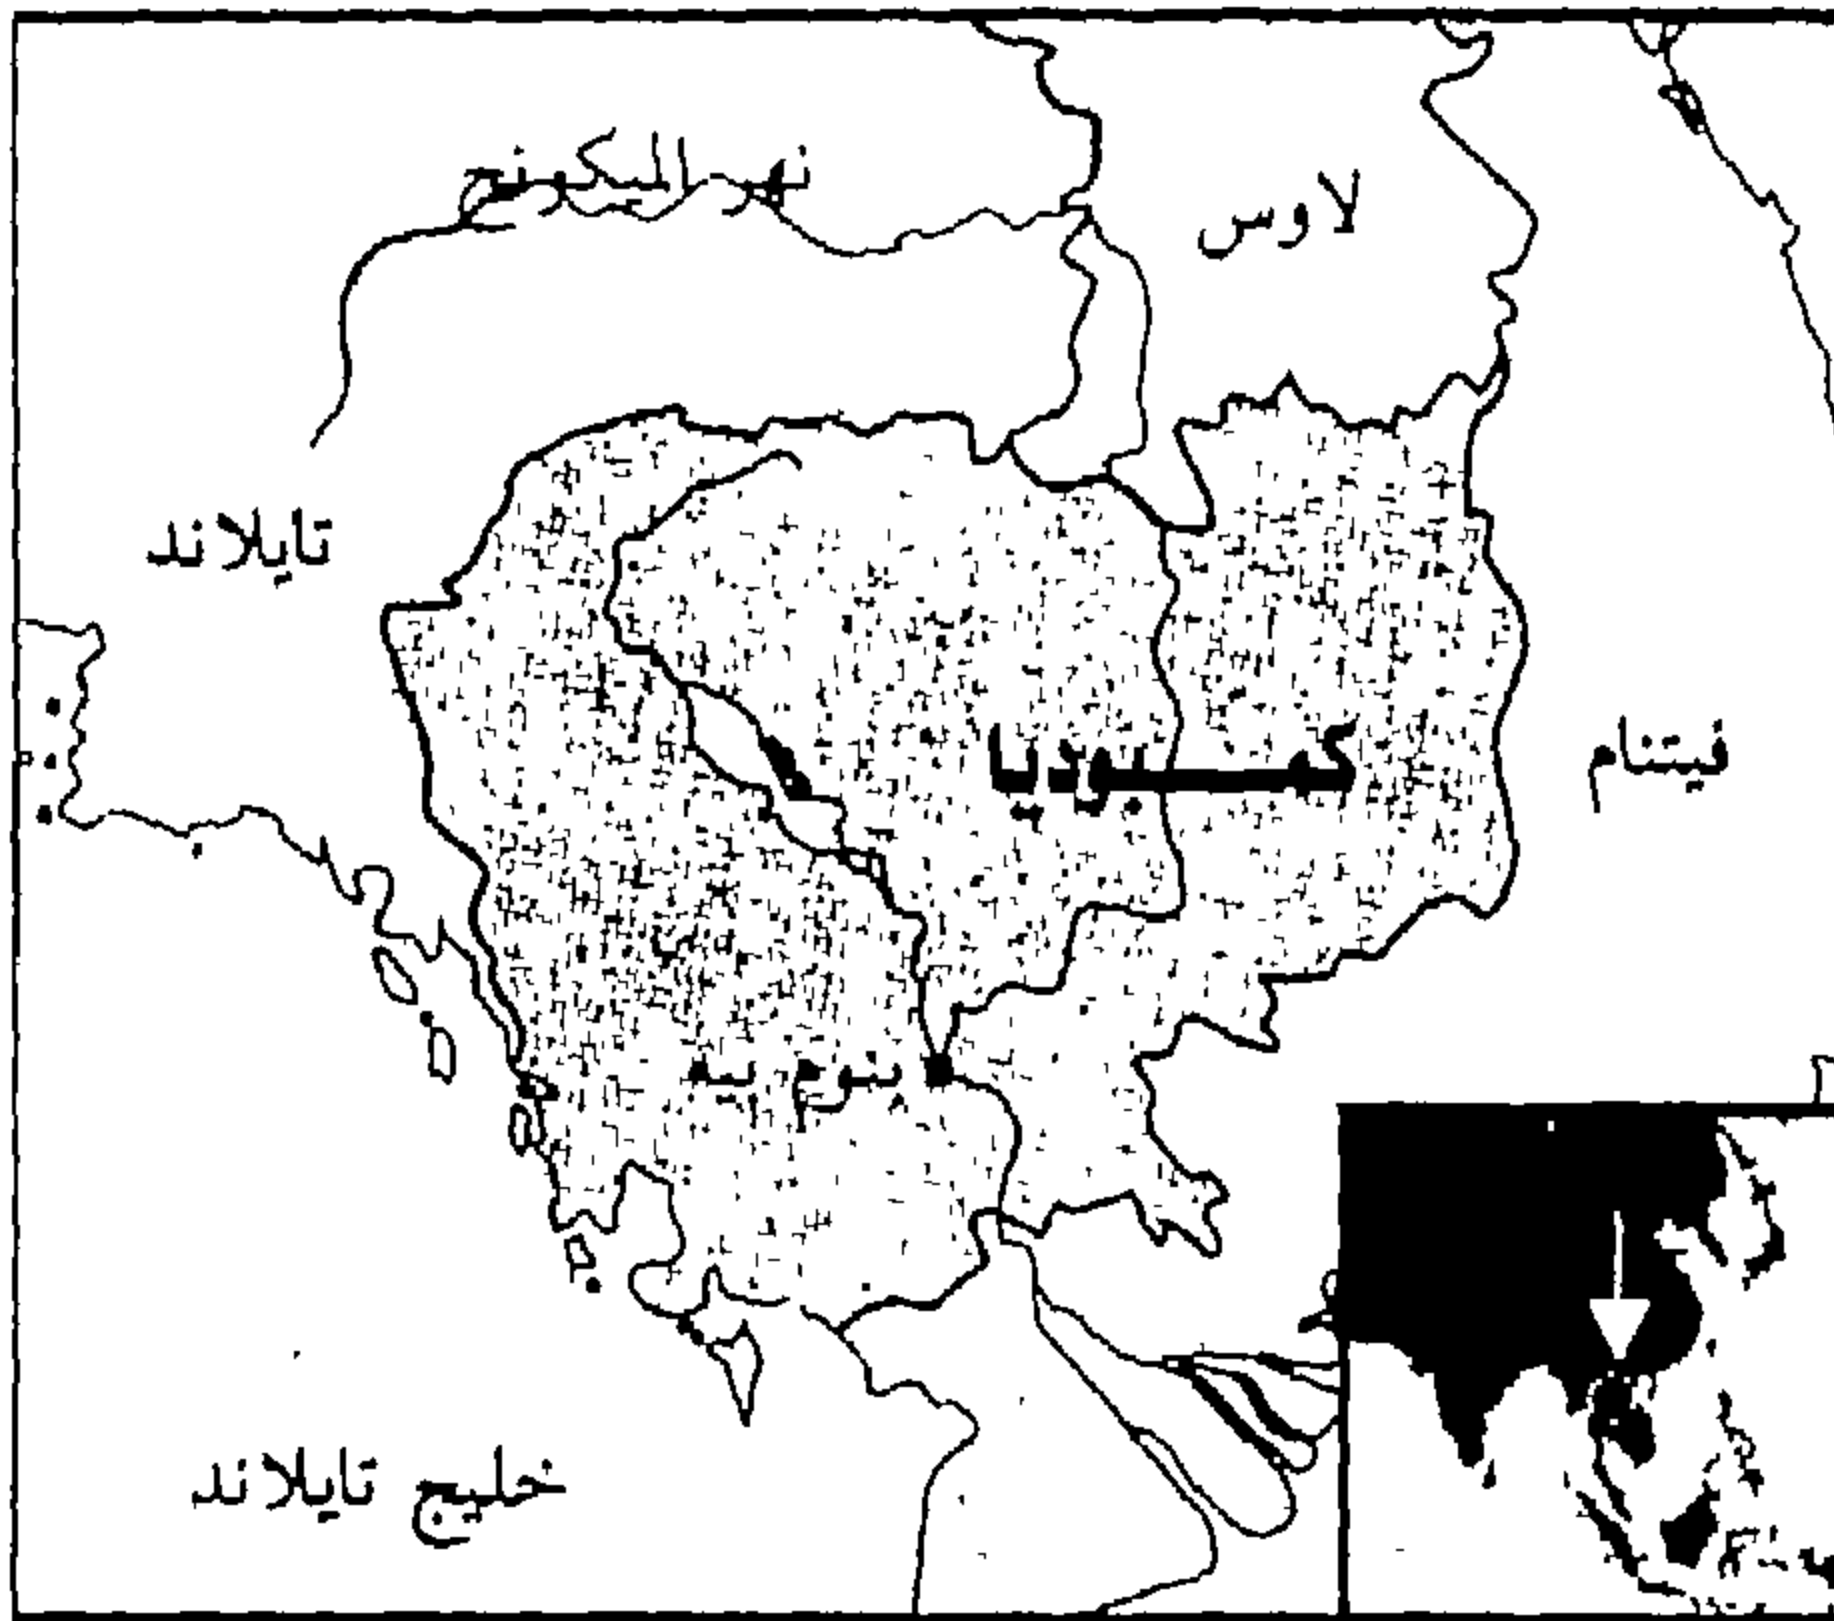 نهر الميكونج
لاوس
تايلاند
كمبوديا
فيتنام
بنوم بنه
خليج تايلاند